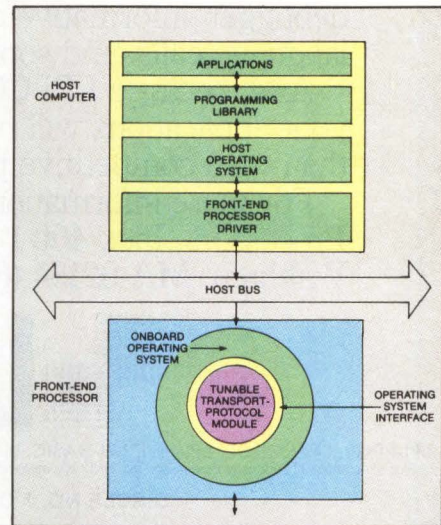 HOST
COMPUTER
APPLICATIONS
PROGRAMMING
LIBRARY
HOST
OPERATING
SYSTEM
FRONT-END
PROCESSOR
DRIVER
HOST BUS
FRONT-END
PROCESSOR
ONBOARD
OPERATING
SYSTEM
TUNABLE
TRANSPORT-
PROTOCOL
MODULE
OPERATING
SYSTEM
INTERFACE